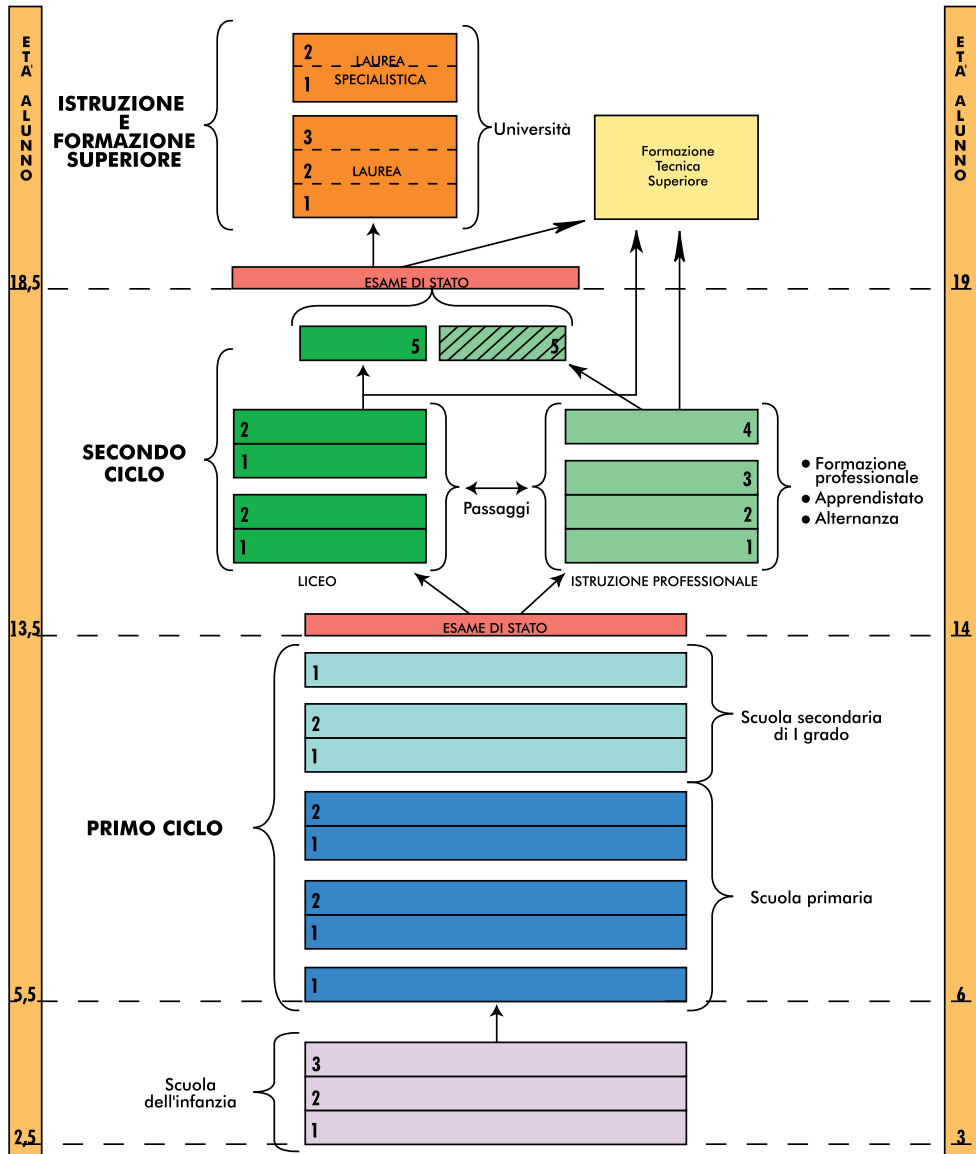 ETÀ ALUNNO
ETÀ ALUNNO
2
LAUREA
SPECIALISTICA
1
ISTRUZIONE
E
FORMAZIONE
SUPERIORE
3
2
LAUREA
1
Università
Formazione
Tecnica
Superiore
18,5
ESAME DI STATO
19
5
5
SECONDO
CICLO
2
1
2
1
LICEO
Passaggi
4
3
2
1
ISTRUZIONE PROFESSIONALE
● Formazione
professionale
● Apprendistato
● Alternanza
13,5
ESAME DI STATO
14
PRIMO CICLO
1
2
1
Scuola secondaria
di I grado
2
1
2
1
1
Scuola primaria
5,5
6
Scuola
dell'infanzia
3
2
1
2,5
3